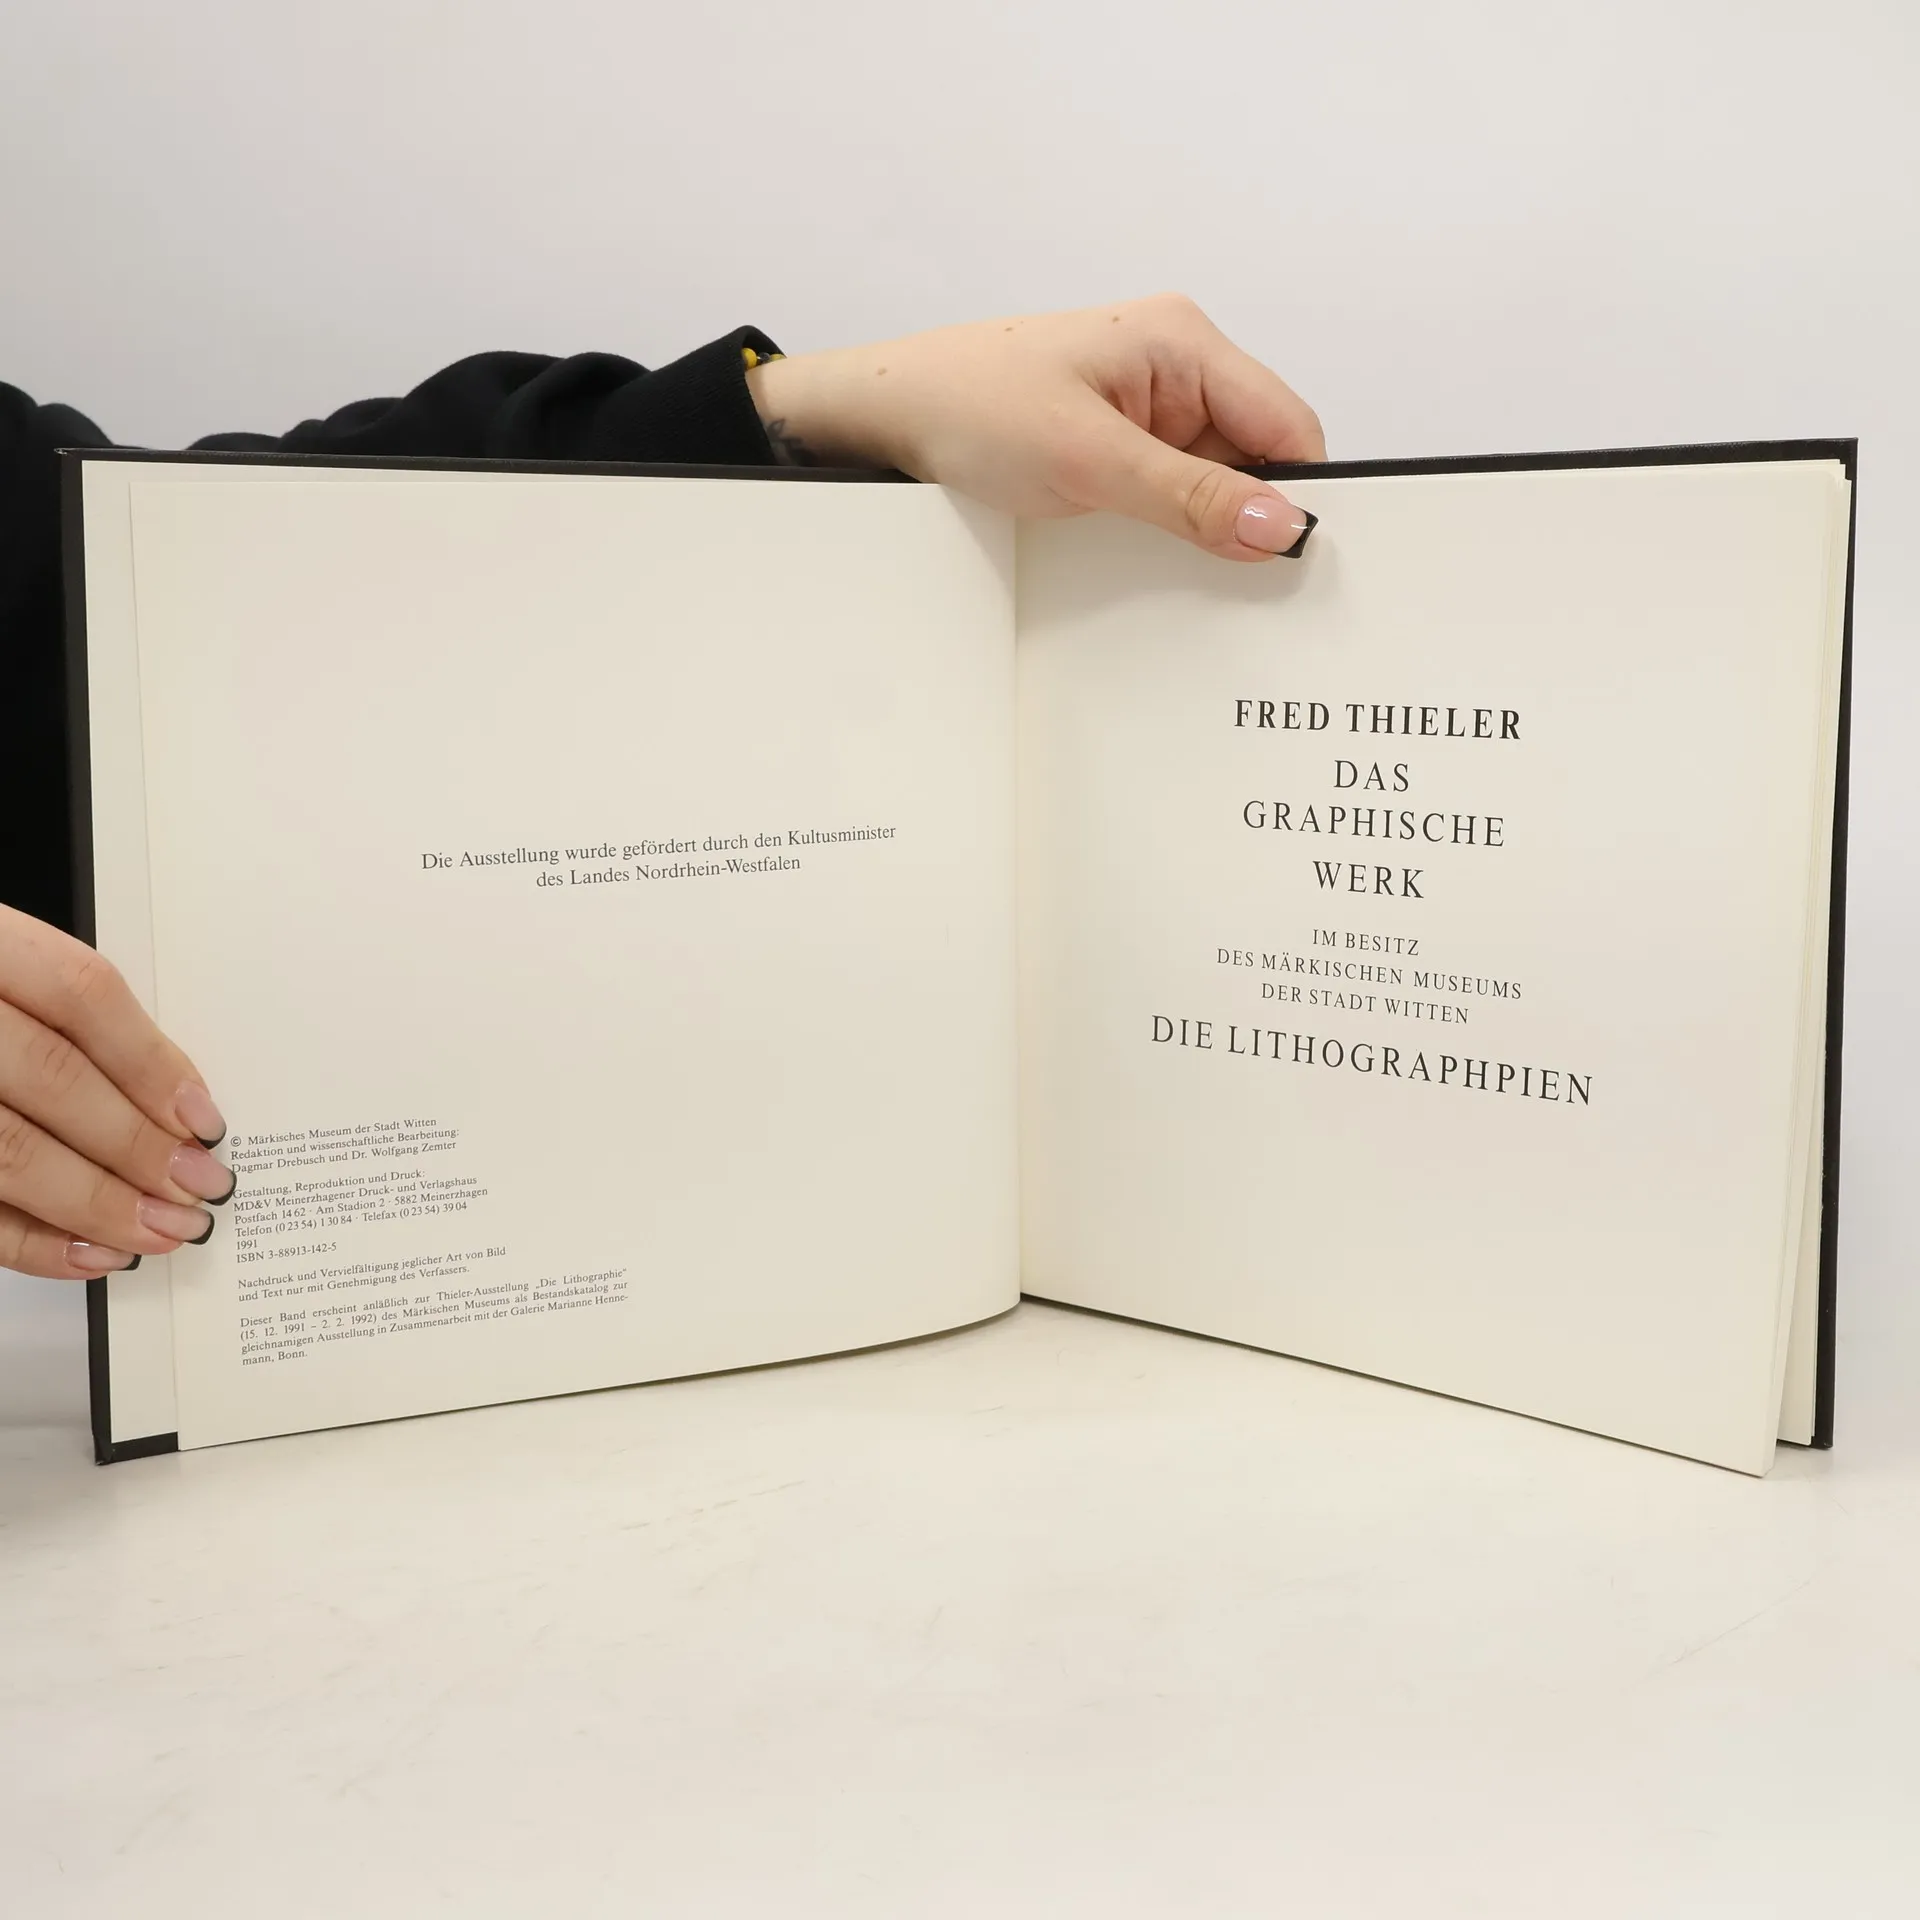 Die Ausstellung wurde gefördert durch den Kultusminister
des Landes Nordrhein-Westfalen
© Märkisches Museum der Stadt Witten
Redaktion und wissenschaftliche Bearbeitung:
Dagmar Drebusch und Dr. Wolfgang Zemter
Gestaltung, Reproduktion und Druck:
MD&V Meinerzhagener Druck- und Verlagshaus
Postfach 1462 · Am Stadion 2 · 5882 Meinerzhagen
Telefon (0 23 54) 1 30 84 · Telefax (0 23 54) 39 04
1991
ISBN 3-88913-142-5
Nachdruck und Vervielfältigung jeglicher Art von Bild
und Text nur mit Genehmigung des Verfassers.
Dieser Band erscheint anläßlich zur Thieler-Ausstellung „Die Lithographie“
(15. 12. 1991 – 2. 2. 1992) des Märkischen Museums als Bestandskatalog zur
gleichnamigen Ausstellung in Zusammenarbeit mit der Galerie Marianne Henne-
mann, Bonn.
FRED THIELER
DAS
GRAPHISCHE
WERK
IM BESITZ
DES MÄRKISCHEN MUSEUMS
DER STADT WITTEN
DIE LITHOGRAPHPIEN